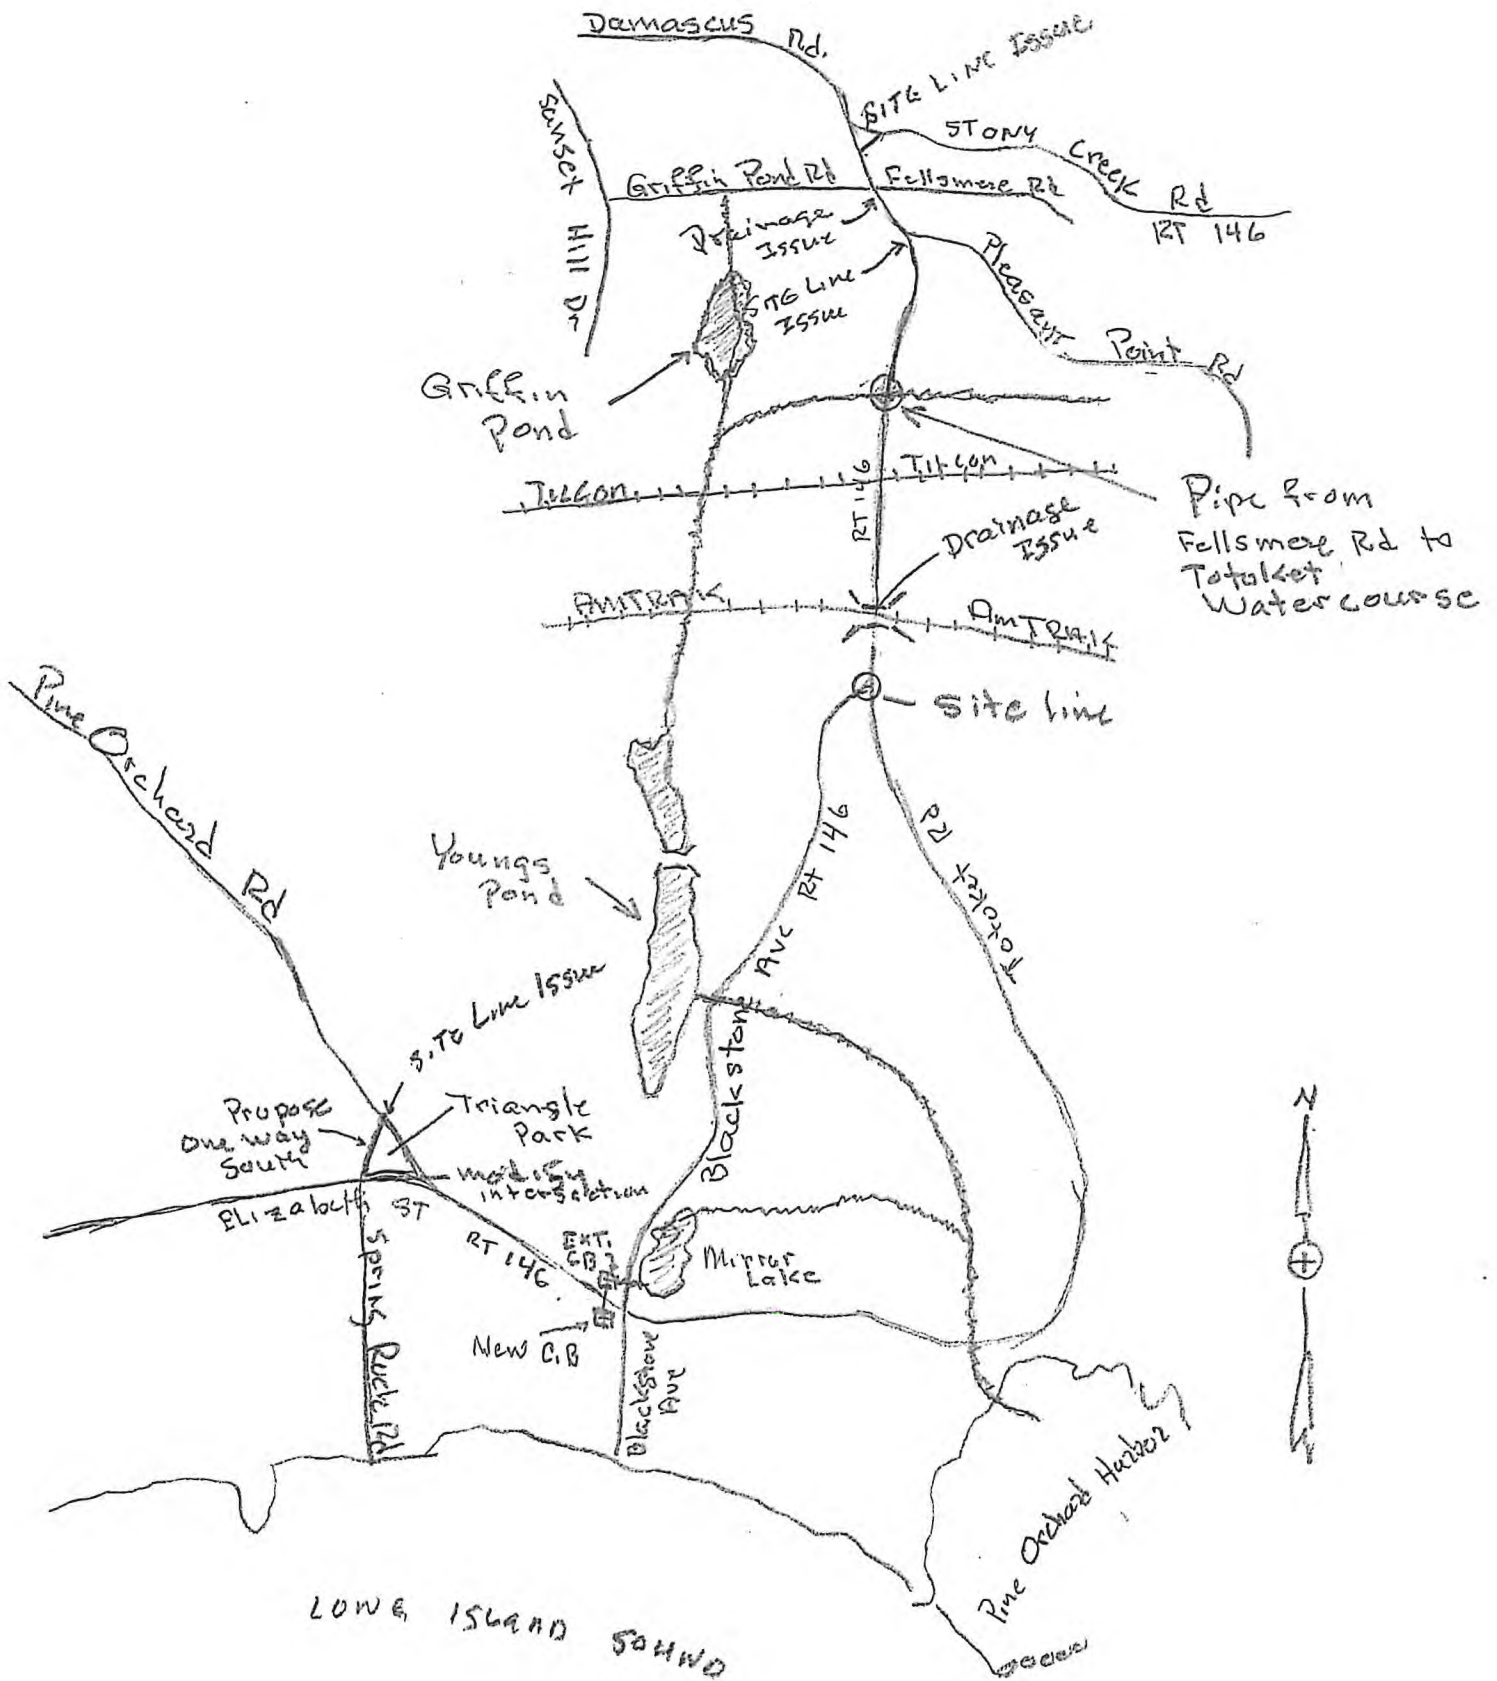 Damascus Rd.
SITE LINE ISSUE
STONY Creek Rd
RT 146
Sunset Hill Dr
Griffin Pond Rd
Fellsmere Rd
Drainage
Issue
SITE Line
Issue
Pleasant Point Rd
Griffin
Pond
Tilcon
Tilcon
RT 146
Drainage
Issue
Pipe from
Fellsmere Rd to
Totoket
Watercourse
AMTRAK
AMTRAK
Site line
Pine Orchard Rd
Youngs
Pond
Ave RT 146
Totoket Rd
SITE Line Issue
Blackstone
Propose
one way
South
Triangle
Park
modify
intersection
Elizabeth ST
RT 146
Spring Rock Rd
EXT.
CB
Mirror
Lake
New C.B
Blackstone
Ave
N
Pine Orchard Harbor
LONG ISLAND SOUND